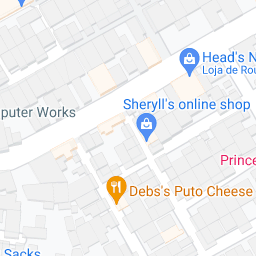 Head's N
Loja de Rou
Sheryll's online shop
puter Works
Prince
Debs's Puto Cheese
Sacks